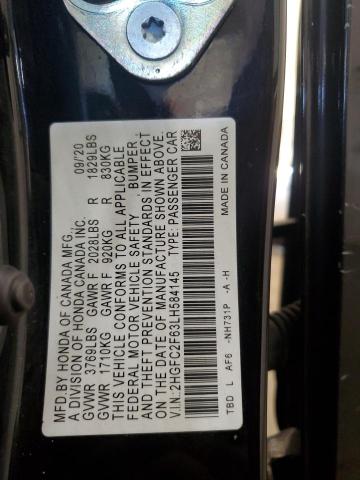 MFD.BY HONDA OF CANADA MFG.,
A DIVISION OF HONDA CANADA INC. 09/'20
GVWR 3769LBS GAWR F 2028LBS R 1829LBS
GVWR 1710KG GAWR F 920KG R 830KG
THIS VEHICLE CONFORMS TO ALL APPLICABLE
FEDERAL MOTOR VEHICLE SAFETY, BUMPER,
AND THEFT PREVENTION STANDARDS IN EFFECT
ON THE DATE OF MANUFACTURE SHOWN ABOVE.
V.I.N.:2HGFC2F63LH584145 TYPE: PASSENGER CAR
TBD L AF6 -NH731P -A -H MADE IN CANADA